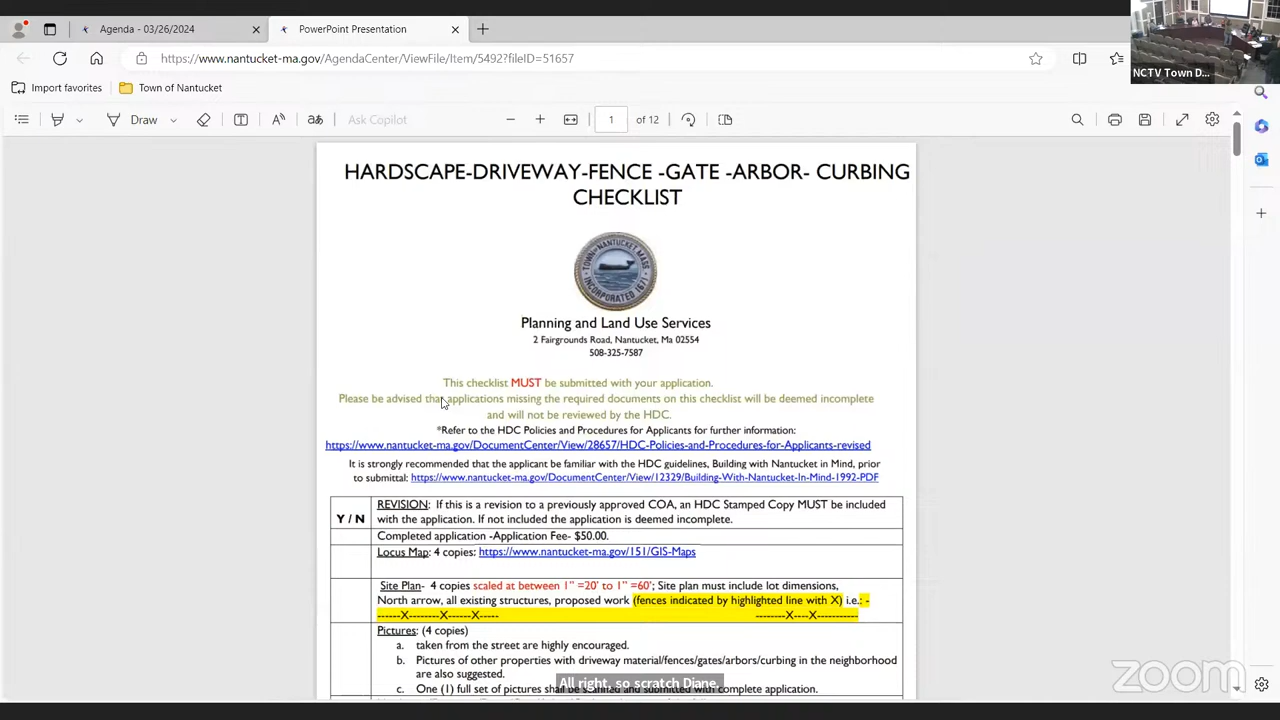 Agenda - 03/26/2024
PowerPoint Presentation
https://www.nantucket-ma.gov/AgendaCenter/ViewFile/Item/5492?fileID=51657
Import favorites
Town of Nantucket
NCTV Town D...
Draw
Ask Copilot
1 of 12
HARDSCAPE-DRIVEWAY-FENCE -GATE -ARBOR- CURBING
CHECKLIST
TOWN OF NANTUCKET MASS.
INCORPORATED 1671
Planning and Land Use Services
2 Fairgrounds Road, Nantucket, Ma 02554
508-325-7587
This checklist MUST be submitted with your application.
Please be advised that applications missing the required documents on this checklist will be deemed incomplete
and will not be reviewed by the HDC.
*Refer to the HDC Policies and Procedures for Applicants for further information:
https://www.nantucket-ma.gov/DocumentCenter/View/28657/HDC-Policies-and-Procedures-for-Applicants-revised
It is strongly recommended that the applicant be familiar with the HDC guidelines, Building with Nantucket in Mind, prior
to submittal: https://www.nantucket-ma.gov/DocumentCenter/View/12329/Building-With-Nantucket-In-Mind-1992-PDF
Y / N
REVISION: If this is a revision to a previously approved COA, an HDC Stamped Copy MUST be included
with the application. If not included the application is deemed incomplete.
Completed application -Application Fee- $50.00.
Locus Map: 4 copies: https://www.nantucket-ma.gov/151/GIS-Maps
Site Plan- 4 copies scaled at between 1" =20' to 1" =60'; Site plan must include lot dimensions,
North arrow, all existing structures, proposed work (fences indicated by highlighted line with X) i.e.: -
------X--------X------X----- --------X----X-----------
Pictures: (4 copies)
a. taken from the street are highly encouraged.
b. Pictures of other properties with driveway material/fences/gates/arbors/curbing in the neighborhood
are also suggested.
c. One (1) full set of pictures shall be scanned and submitted with complete application.
All right, so scratch Diane,
zoom